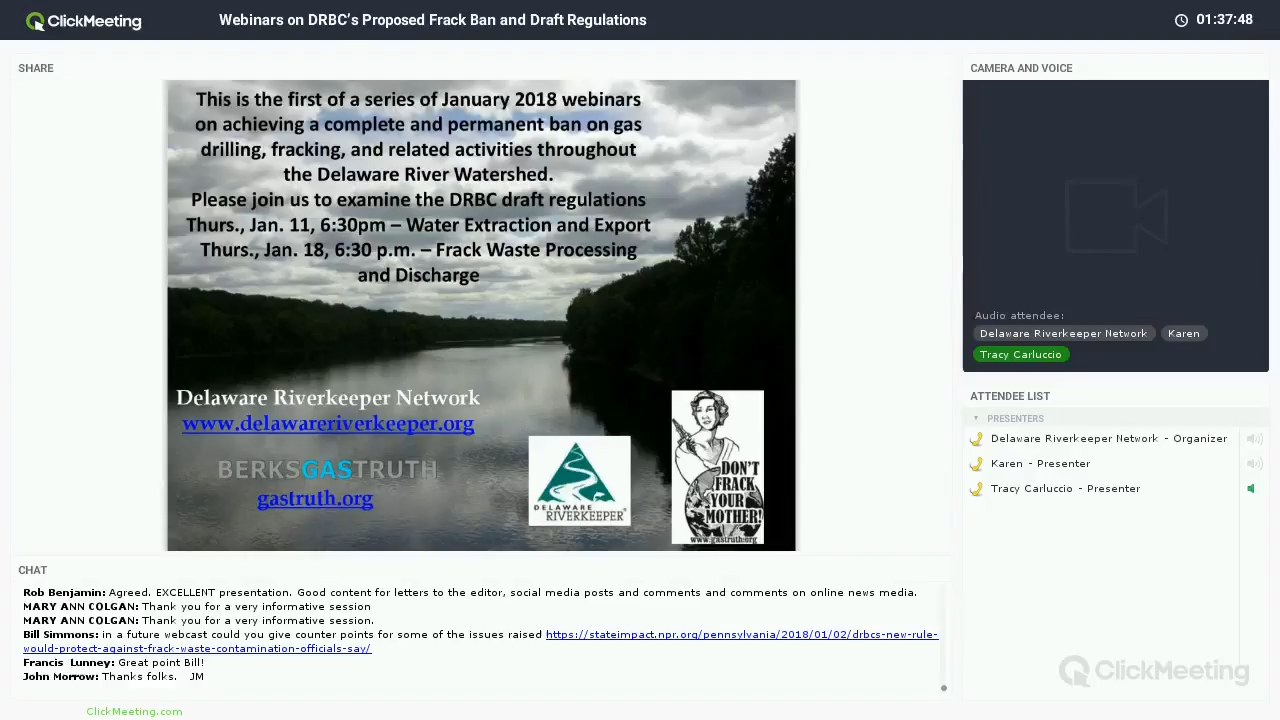 ClickMeeting
Webinars on DRBC's Proposed Frack Ban and Draft Regulations
01:37:48
SHARE
This is the first of a series of January 2018 webinars
on achieving a complete and permanent ban on gas
drilling, fracking, and related activities throughout
the Delaware River Watershed.
Please join us to examine the DRBC draft regulations
Thurs., Jan. 11, 6:30pm – Water Extraction and Export
Thurs., Jan. 18, 6:30 p.m. – Frack Waste Processing
and Discharge
Delaware Riverkeeper Network
www.delawareriverkeeper.org
BERKSGASTRUTH
gastruth.org
DELAWARE
RIVERKEEPER®
DON'T
FRACK
YOUR
MOTHER!
www.gastruth.org
CHAT
Rob Benjamin: Agreed. EXCELLENT presentation. Good content for letters to the editor, social media posts and comments and comments on online news media.
MARY ANN COLGAN: Thank you for a very informative session
MARY ANN COLGAN: Thank you for a very informative session.
Bill Simmons: in a future webcast could you give counter points for some of the issues raised https://stateimpact.npr.org/pennsylvania/2018/01/02/drbcs-new-rule-
would-protect-against-frack-waste-contamination-officials-say/
Francis Lunney: Great point Bill!
John Morrow: Thanks folks. JM
ClickMeeting.com
CAMERA AND VOICE
Audio attendee:
Delaware Riverkeeper Network Karen
Tracy Carluccio
ATTENDEE LIST
PRESENTERS
Delaware Riverkeeper Network - Organizer
Karen - Presenter
Tracy Carluccio - Presenter
ClickMeeting